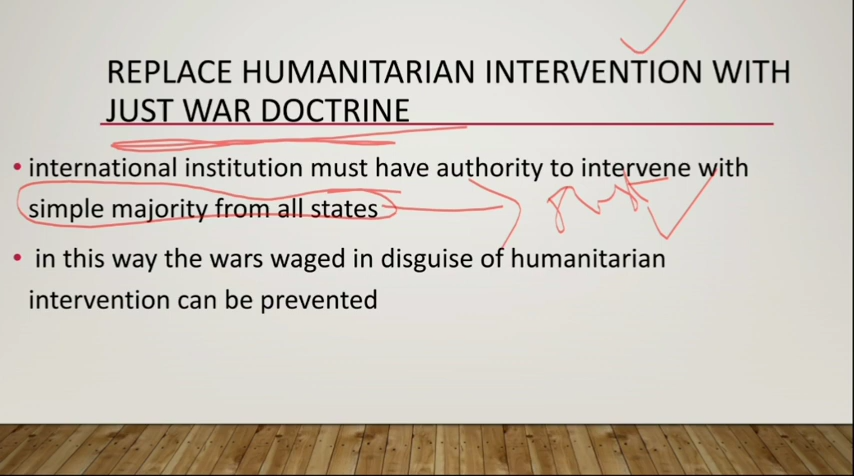 REPLACE HUMANITARIAN INTERVENTION WITH
JUST WAR DOCTRINE
• international institution must have authority to intervene with
simple majority from all states
• in this way the wars waged in disguise of humanitarian
intervention can be prevented